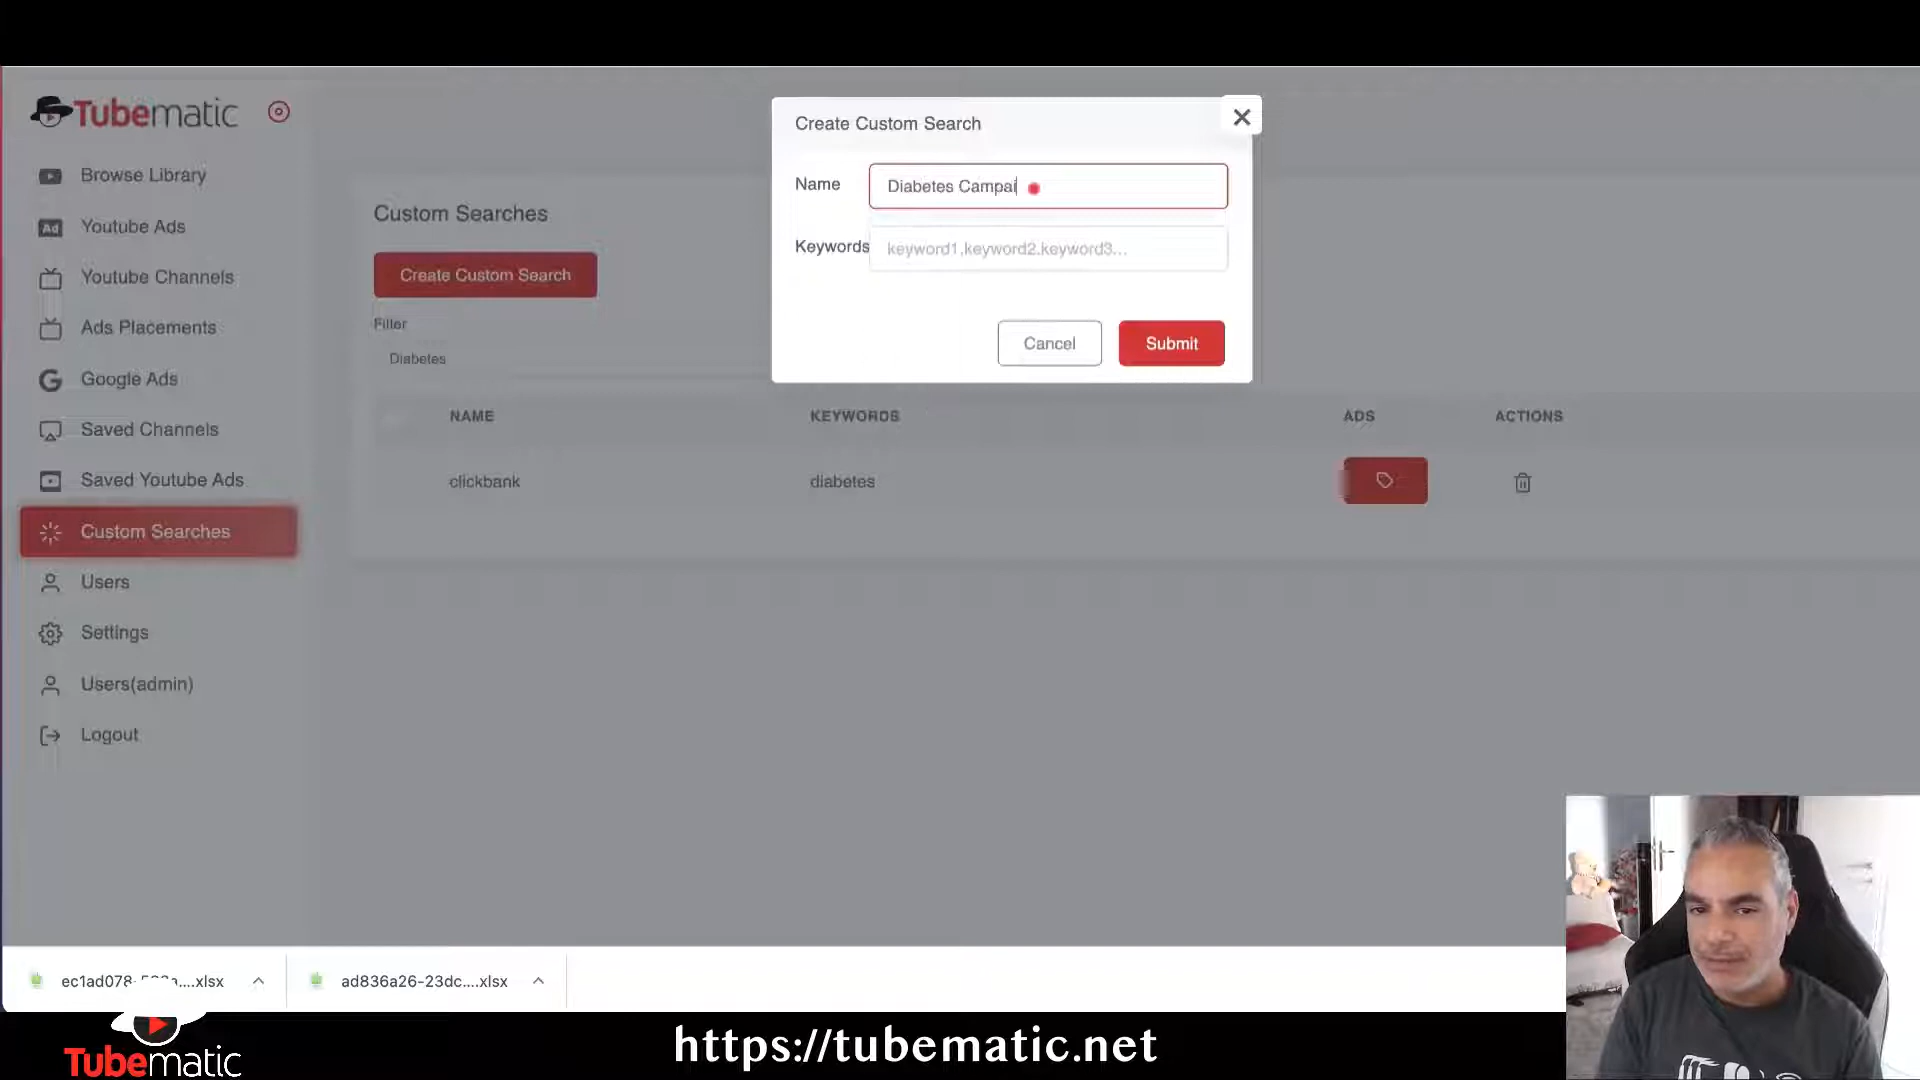 Tubematic
Browse Library
Ad
Youtube Ads
Youtube Channels
Ads Placements
Google Ads
Saved Channels
Saved Youtube Ads
Custom Searches
Users
Settings
Users(admin)
Logout
Custom Searches
Create Custom Search
Filter
Diabetes
NAME KEYWORDS ADS ACTIONS
clickbank diabetes
Create Custom Search
Name Diabetes Campai
Keywords keyword1,keyword2,keyword3...
Cancel Submit
ad836a26-23dc....xlsx
Tubematic
https://tubematic.net